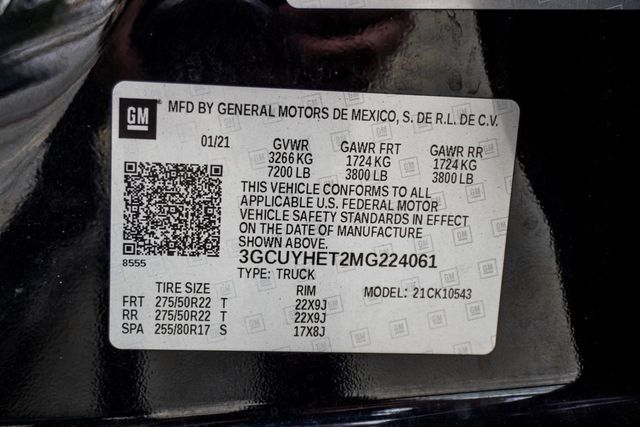 GM MFD BY GENERAL MOTORS DE MEXICO, S. DE R.L. DE C.V.
01/21 GVWR GAWR FRT GAWR RR
3266 KG 1724 KG 1724 KG
7200 LB 3800 LB 3800 LB
THIS VEHICLE CONFORMS TO ALL
APPLICABLE U.S. FEDERAL MOTOR
VEHICLE SAFETY STANDARDS IN EFFECT
ON THE DATE OF MANUFACTURE
SHOWN ABOVE.
8555 3GCUYHET2MG224061
TYPE: TRUCK
TIRE SIZE RIM MODEL: 21CK10543
FRT 275/50R22 T 22X9J
RR 275/50R22 T 22X9J
SPA 255/80R17 S 17X8J